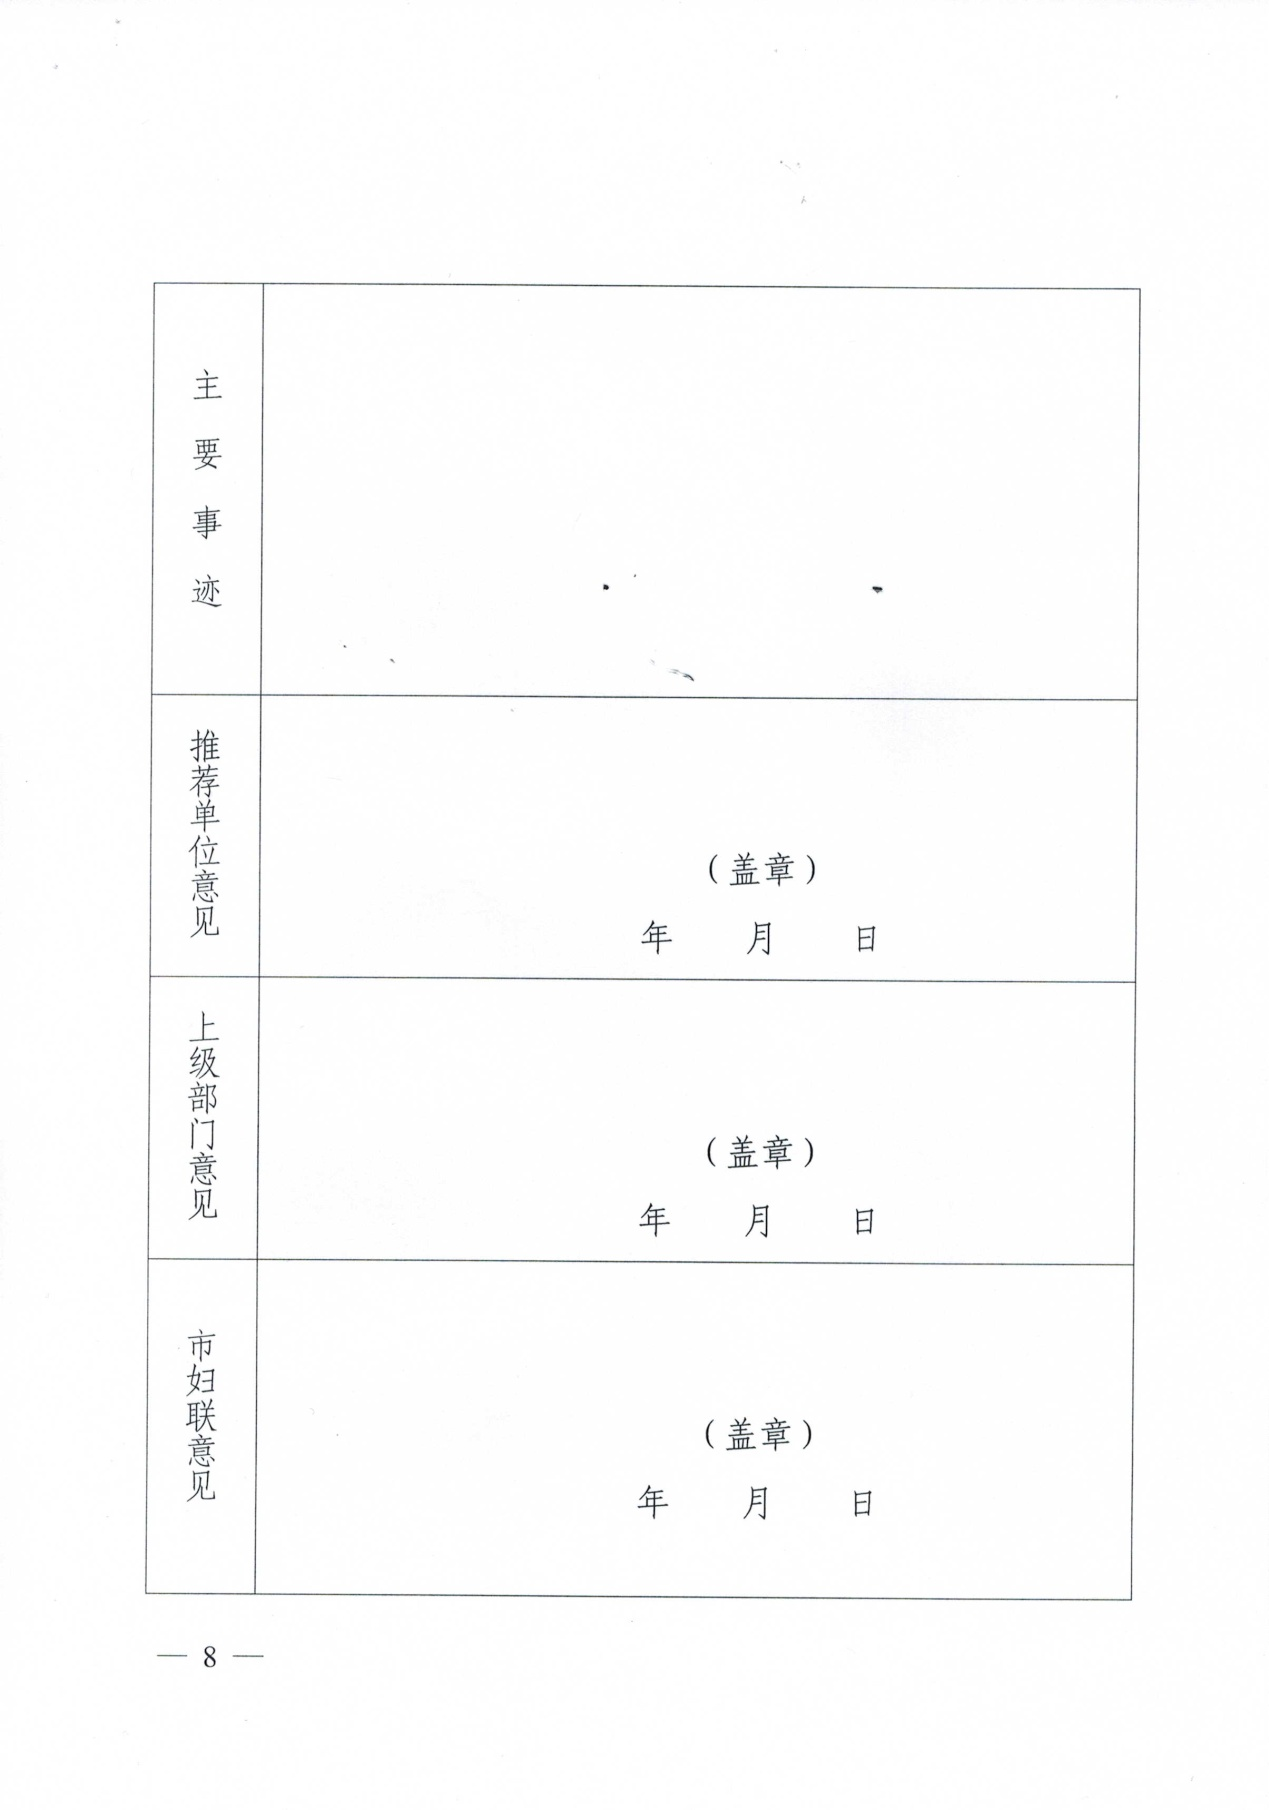 主要事迹
推荐单位意见
（盖章）
年 月 日
上级部门意见
（盖章）
年 月 日
市妇联意见
（盖章）
年 月 日
— 8 —